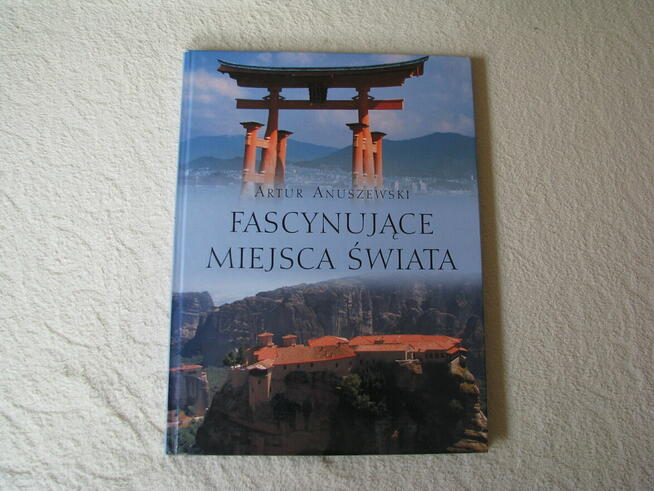 Artur Anuszewski
FASCYNUJĄCE
MIEJSCA ŚWIATA